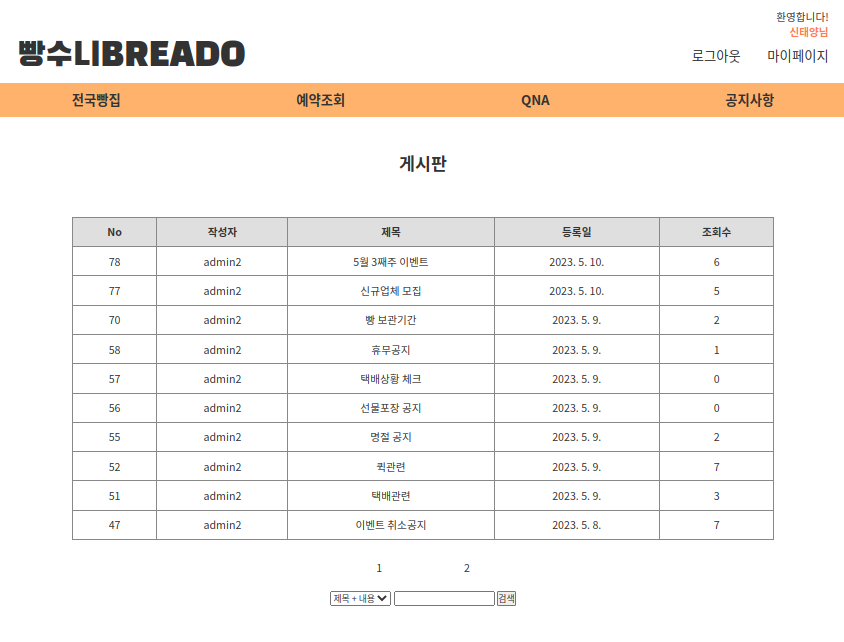 환영합니다!
신태양님
빵수LIBREADO
로그아웃 마이페이지
전국빵집 예약조회 QNA 공지사항
게시판
No 작성자 제목 등록일 조회수
78 admin2 5월 3째주 이벤트 2023. 5. 10. 6
77 admin2 신규업체 모집 2023. 5. 10. 5
70 admin2 빵 보관기간 2023. 5. 9. 2
58 admin2 휴무공지 2023. 5. 9. 1
57 admin2 택배상황 체크 2023. 5. 9. 0
56 admin2 선물포장 공지 2023. 5. 9. 0
55 admin2 명절 공지 2023. 5. 9. 2
52 admin2 퀵관련 2023. 5. 9. 7
51 admin2 택배관련 2023. 5. 9. 3
47 admin2 이벤트 취소공지 2023. 5. 8. 7
1 2
제목 + 내용 검색